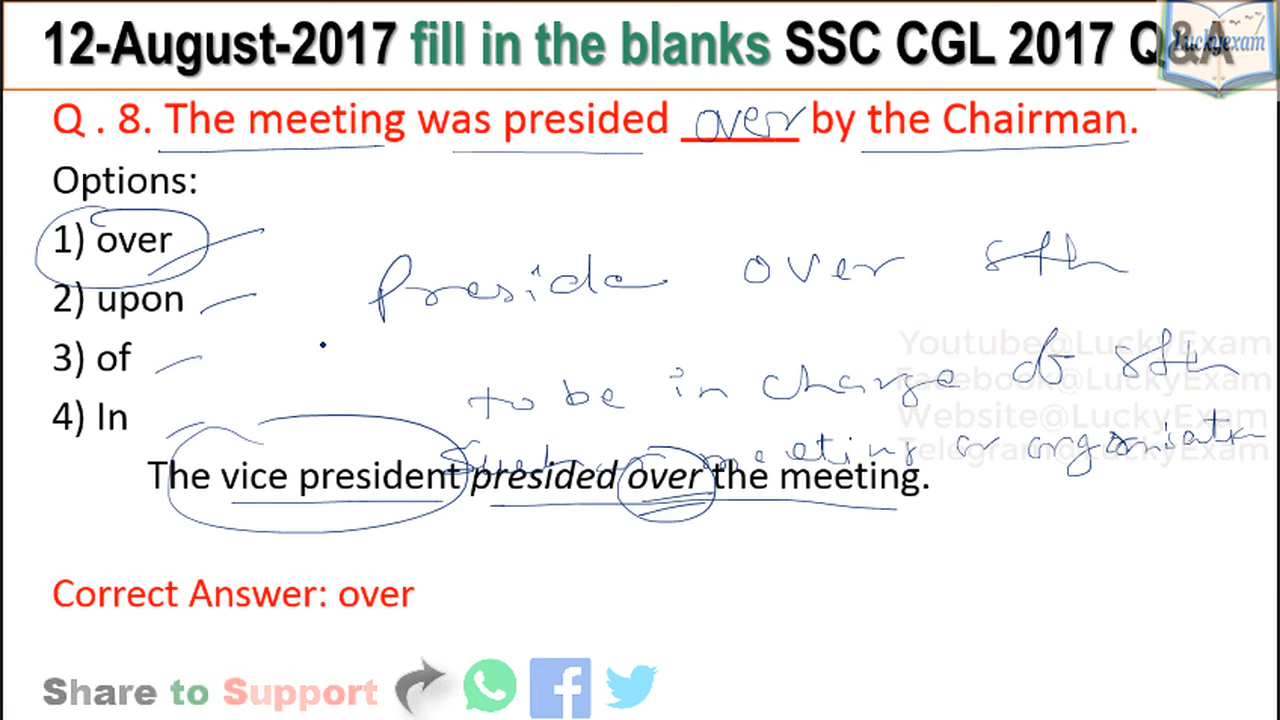 12-August-2017 fill in the blanks SSC CGL 2017 Q&A
Luckyexam
Q . 8. The meeting was presided over by the Chairman.
Options:
1) over
2) upon
3) of
4) In
Preside over sth
to be in charge of sth
meeting or
Youtube@LuckyExam
Facebook@LuckyExam
Website@LuckyExam
Telegram@LuckyExam
The vice president presided over the meeting.
Correct Answer: over
Share to Support